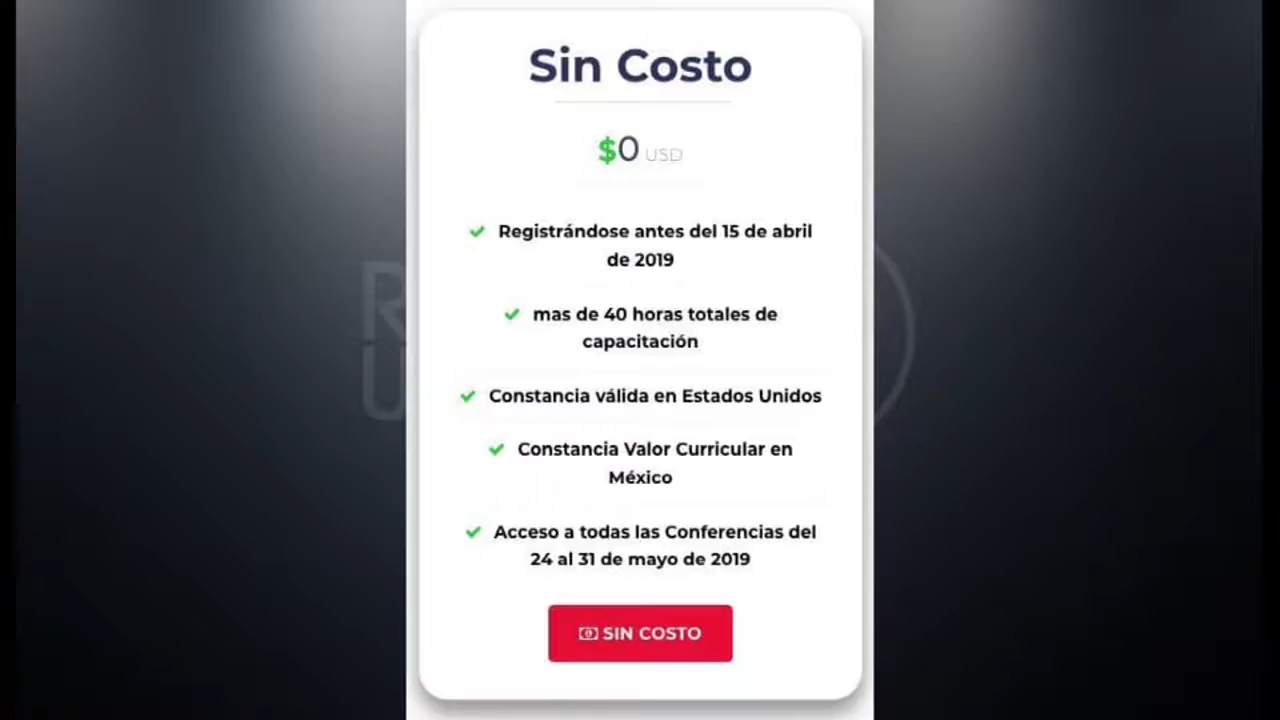 Sin Costo
$0 USD
Registrándose antes del 15 de abril
de 2019
mas de 40 horas totales de
capacitación
Constancia válida en Estados Unidos
Constancia Valor Curricular en
México
Acceso a todas las Conferencias del
24 al 31 de mayo de 2019
SIN COSTO